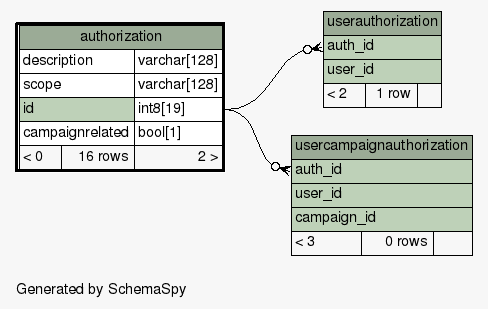 authorization
description varchar[128]
scope varchar[128]
id int8[19]
campaignrelated bool[1]
< 0 16 rows 2 >
userauthorization
auth_id
user_id
< 2 1 row
usercampaignauthorization
auth_id
user_id
campaign_id
< 3 0 rows
Generated by SchemaSpy